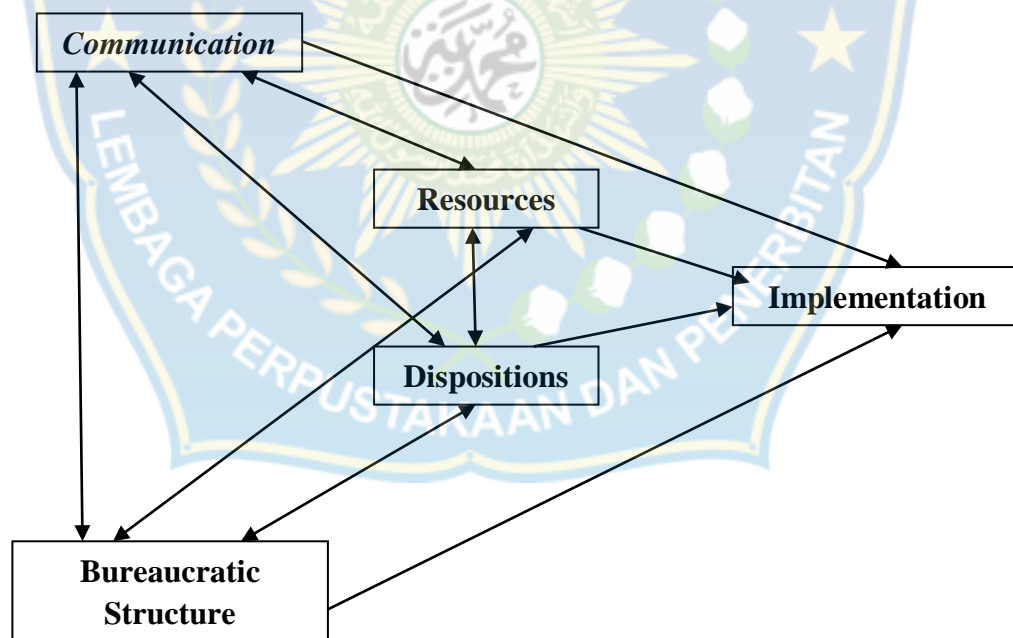 Communication
Resources
Implementation
Dispositions
Bureaucratic
Structure
LEMBAGA PERPUSTAKAAN DAN PENERBITAN